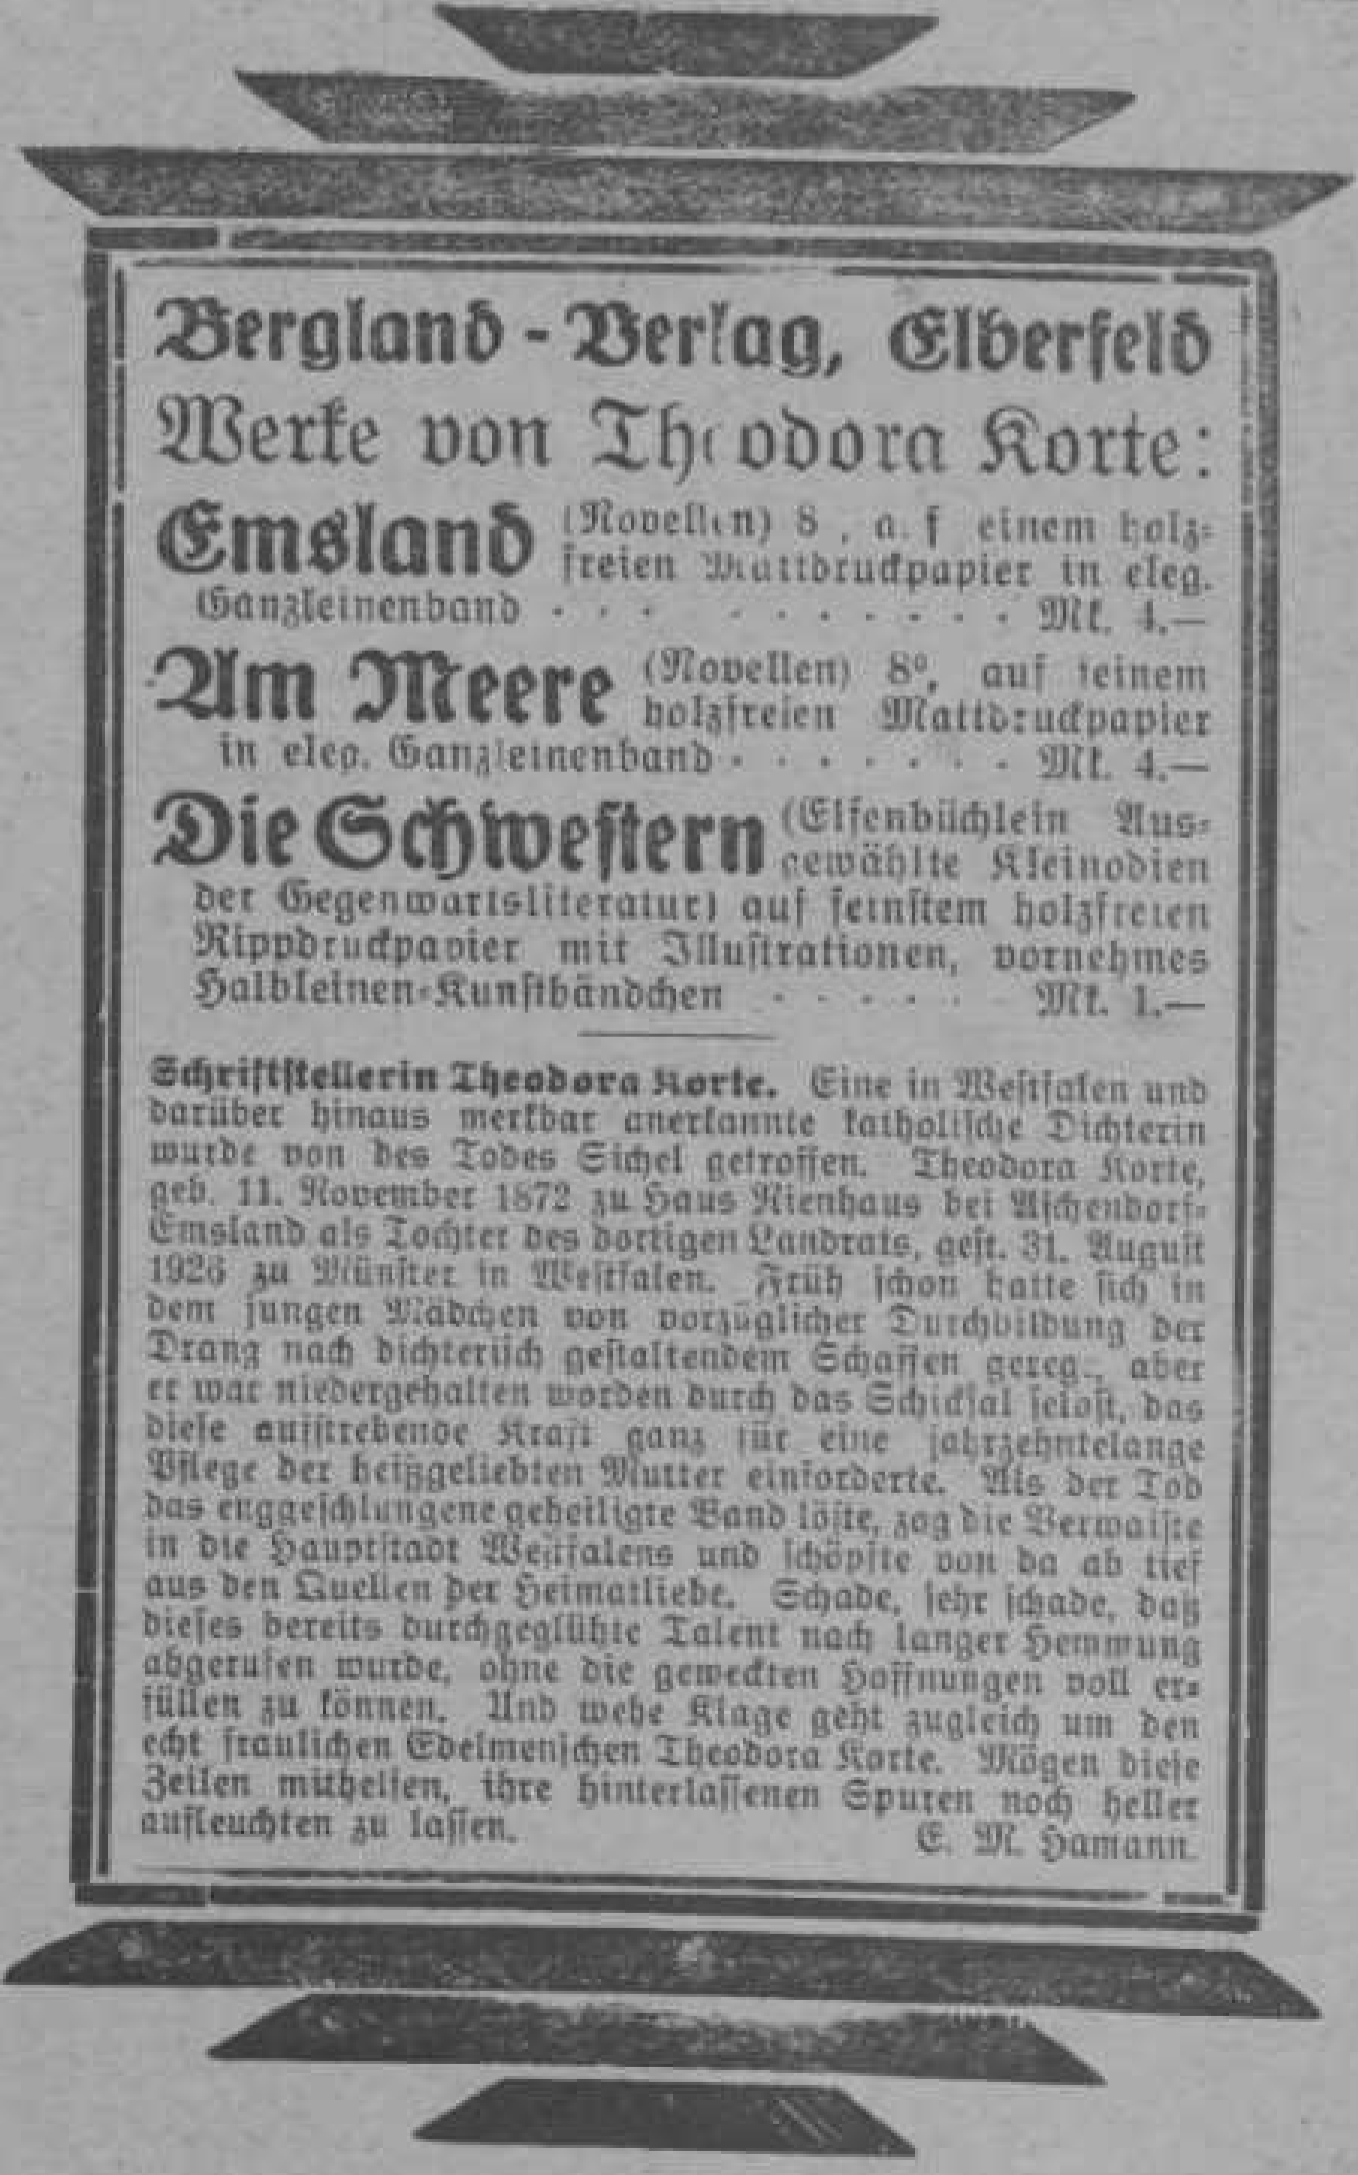 Bergland-Verlag, Elberfeld
Werke von Theodora Korte:
Emsland (Novellen) 8, a.f einem holz-
freien Mattdruckpapier in eleg.
Ganzleinenband . . . . . . . . . . Mk. 4.—
Am Meere (Novellen) 8°, auf feinem
holzfreien Mattdruckpapier
in eleg. Ganzleinenband . . . . . . . Mk. 4.—
Die Schwestern (Elfenbüchlein Aus-
gewählte Kleinodien
der Gegenwartsliteratur) auf feinstem holzfreien
Rippdruckpapier mit Illustrationen, vornehmes
Halbleinen-Kunstbändchen . . . . . Mk. 1.—
Schriftstellerin Theodora Korte. Eine in Westfalen und
darüber hinaus merkbar anerkannte katholische Dichterin
wurde von des Todes Sichel getroffen. Theodora Korte,
geb. 11. November 1872 zu Haus Nienhaus bei Aschendorf-
Emsland als Tochter des dortigen Landrats, gest. 31. August
1926 zu Münster in Westfalen. Früh schon hatte sich in
dem jungen Mädchen von vorzüglicher Durchbildung der
Drang nach dichterisch gestaltendem Schaffen gereg., aber
er war niedergehalten worden durch das Schicksal selbst, das
diese aufstrebende Kraft ganz für eine jahrzehntelange
Pflege der heißgeliebten Mutter einforderte. Als der Tod
das enggeschlungene geheiligte Band löste, zog die Verwaiste
in die Hauptstadt Westfalens und schöpfte von da ab tief
aus den Quellen der Heimatliebe. Schade, sehr schade, daß
dieses bereits durchgeglühte Talent nach langer Hemmung
abgerufen wurde, ohne die geweckten Hoffnungen voll er-
füllen zu können. Und wehe Klage geht zugleich um den
echt fraulichen Edelmenschen Theodora Korte. Mögen diese
Zeilen mithelfen, ihre hinterlassenen Spuren noch heller
aufleuchten zu lassen. E. M. Hamann.